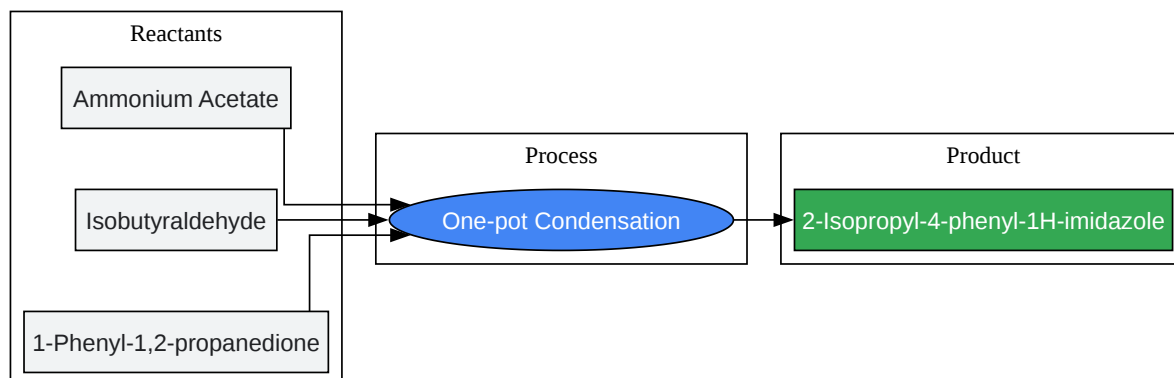 Reactants
Ammonium Acetate
Isobutyraldehyde
1-Phenyl-1,2-propanedione
Process
One-pot Condensation
Product
2-Isopropyl-4-phenyl-1H-imidazole